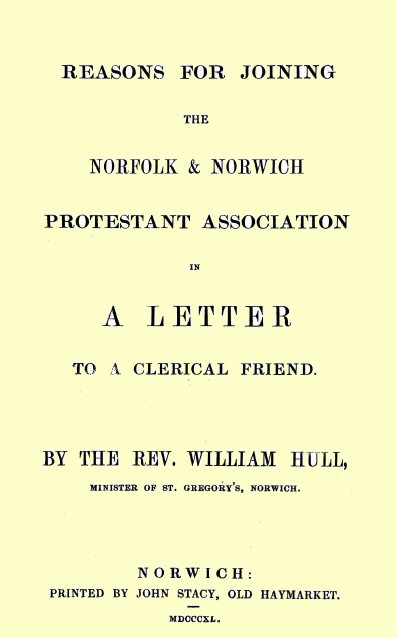 REASONS FOR JOINING
THE
NORFOLK & NORWICH
PROTESTANT ASSOCIATION
IN
A LETTER
TO A CLERICAL FRIEND.
BY THE REV. WILLIAM HULL,
MINISTER OF ST. GREGORY'S, NORWICH.
NORWICH:
PRINTED BY JOHN STACY, OLD HAYMARKET.
MDCCCXL.